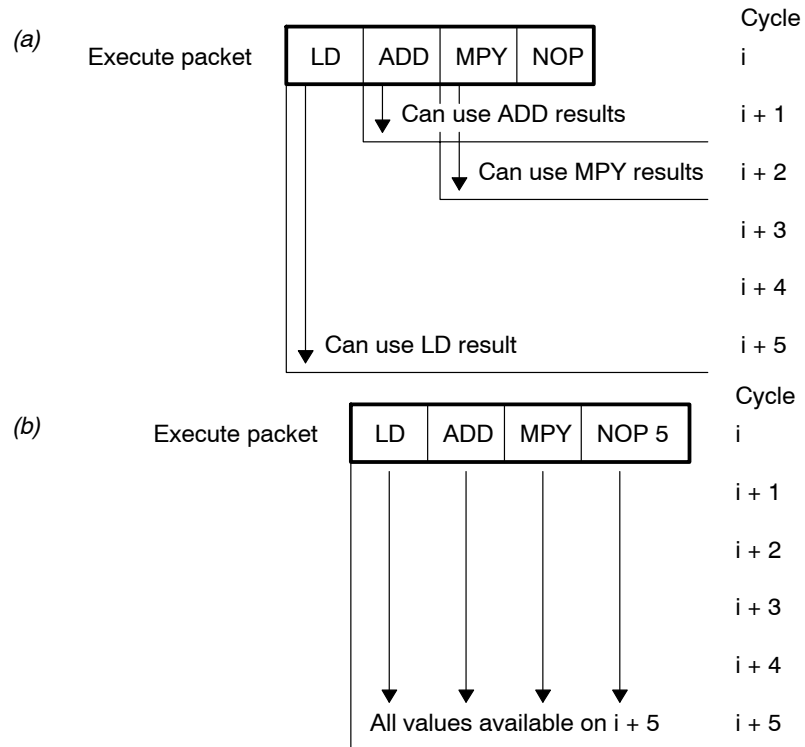 Cycle
(a)
Execute packet LD ADD MPY NOP i
Can use ADD results i + 1
Can use MPY results i + 2
i + 3
i + 4
Can use LD result i + 5
Cycle
(b)
Execute packet LD ADD MPY NOP 5 i
i + 1
i + 2
i + 3
i + 4
All values available on i + 5 i + 5